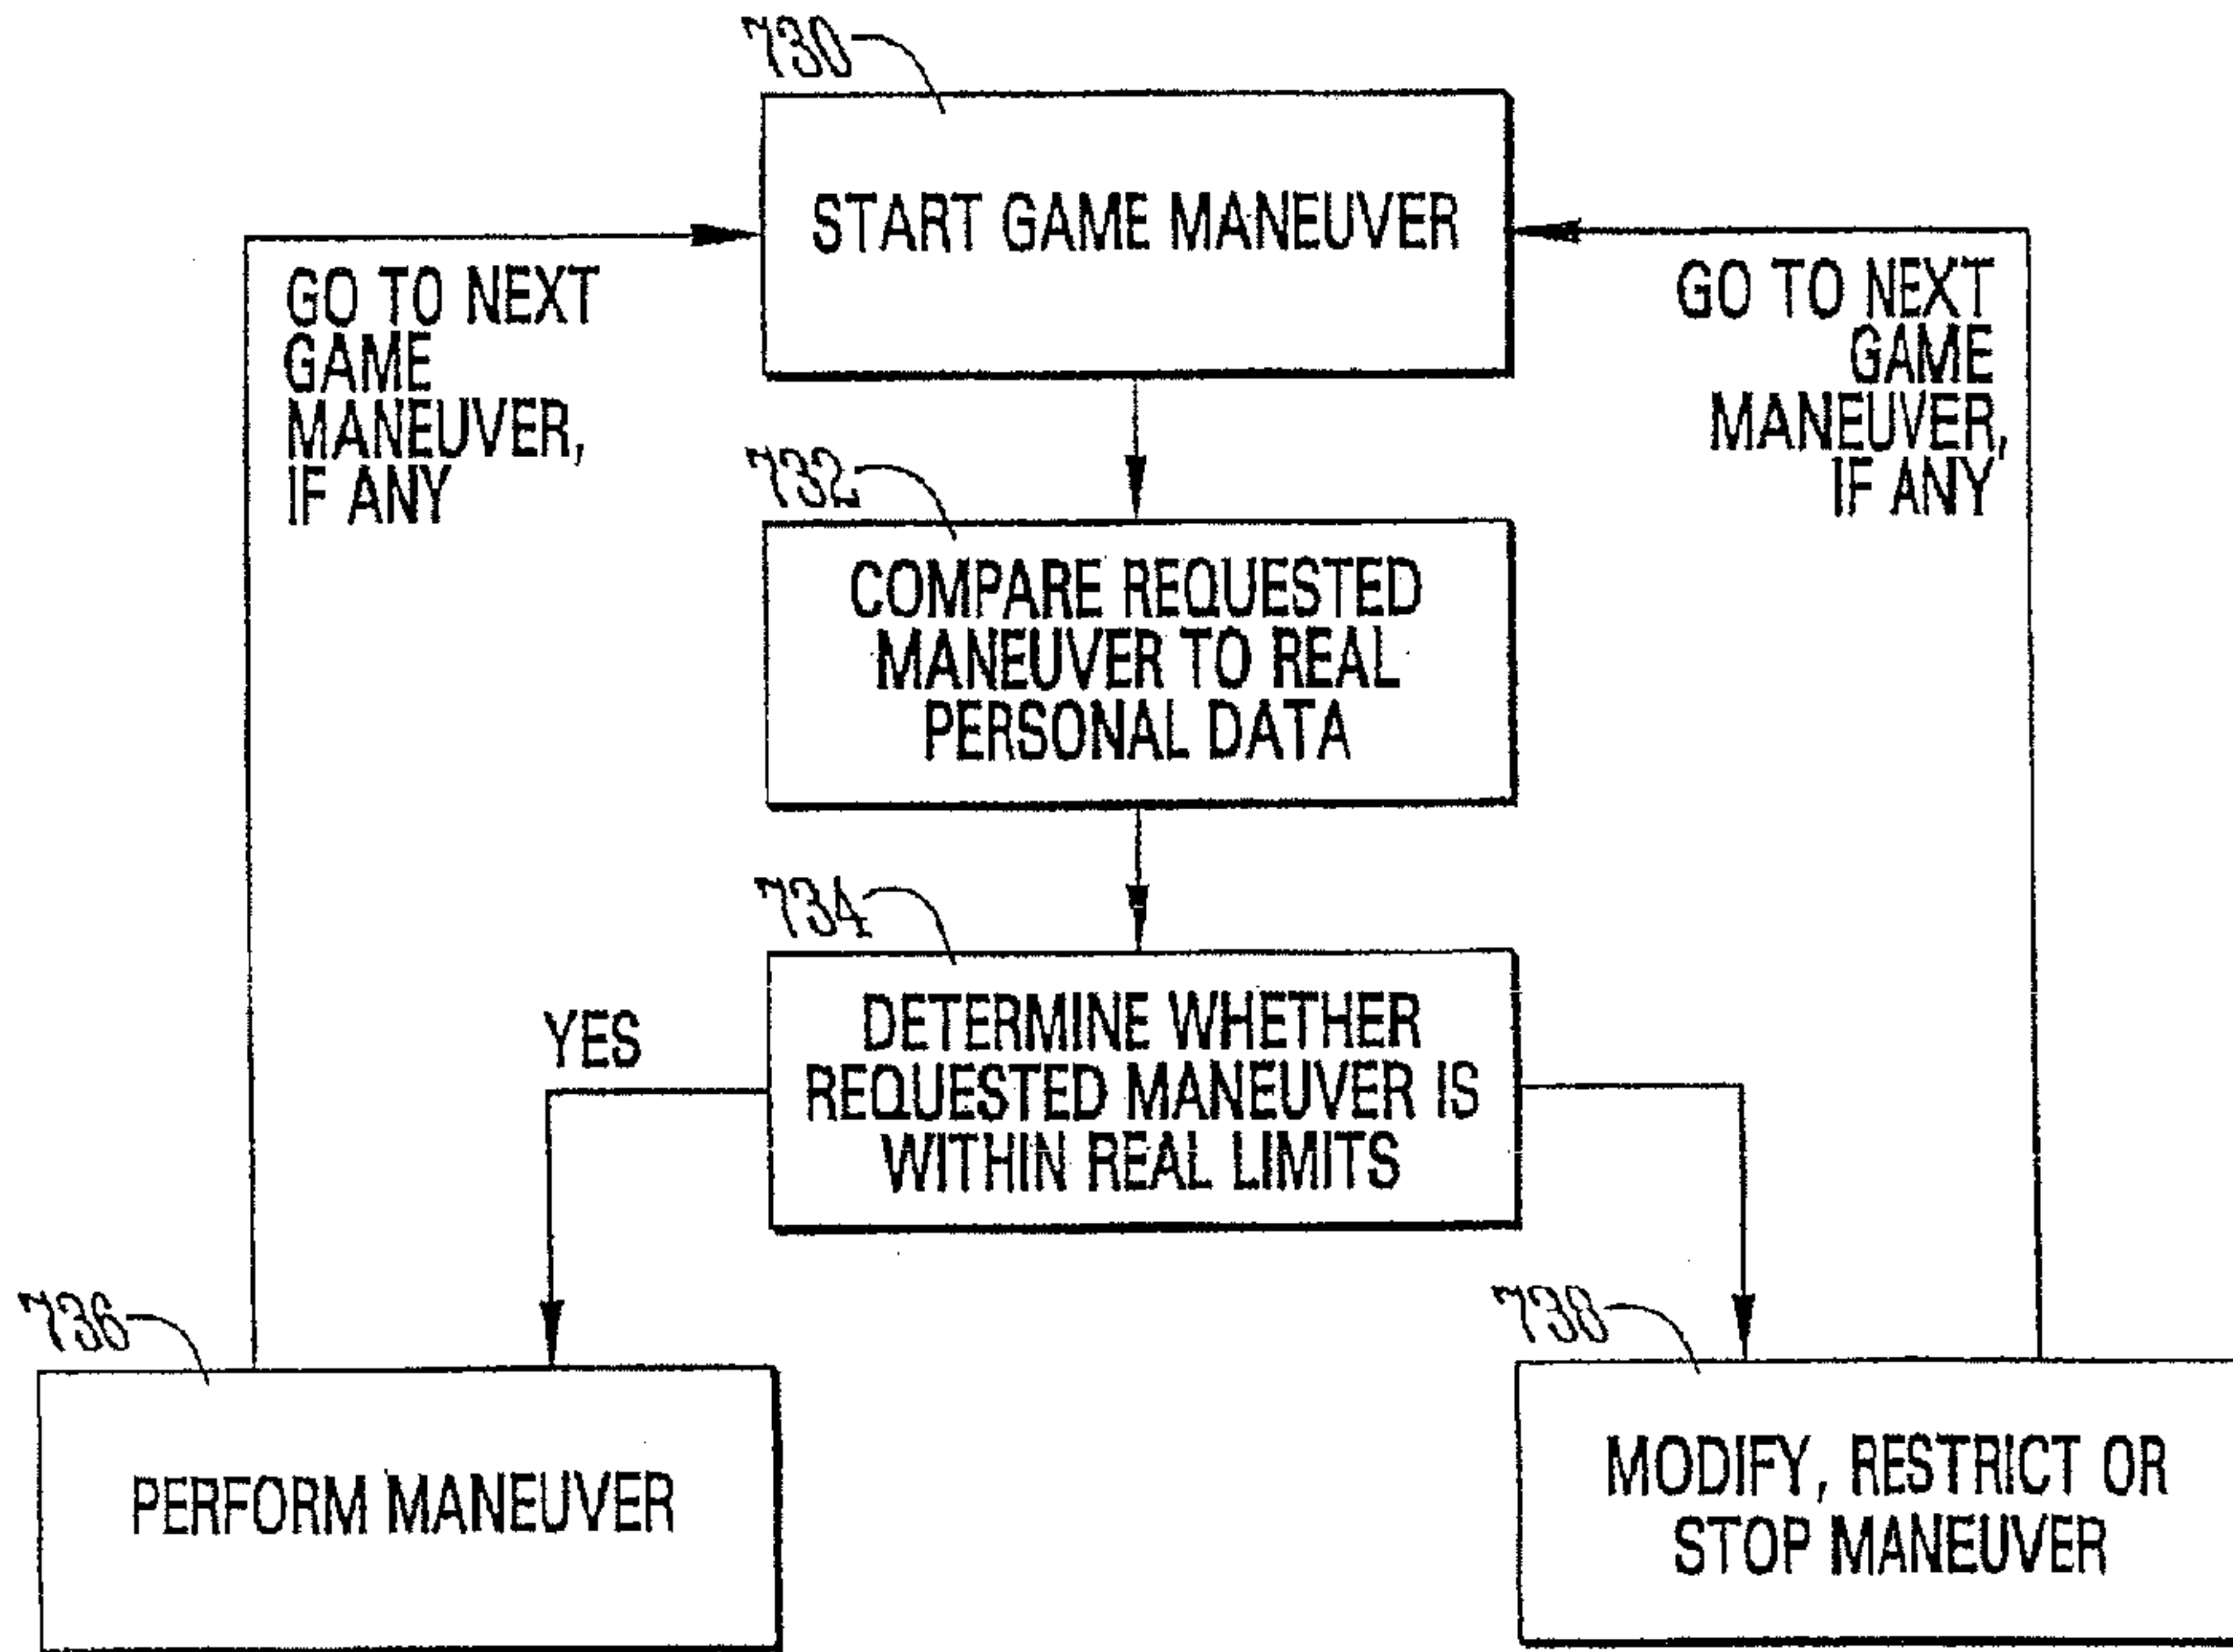 730
START GAME MANEUVER
GO TO NEXT
GAME
MANEUVER,
IF ANY
GO TO NEXT
GAME
MANEUVER,
IF ANY
732
COMPARE REQUESTED
MANEUVER TO REAL
PERSONAL DATA
734
DETERMINE WHETHER
REQUESTED MANEUVER IS
WITHIN REAL LIMITS
YES
736
PERFORM MANEUVER
738
MODIFY, RESTRICT OR
STOP MANEUVER